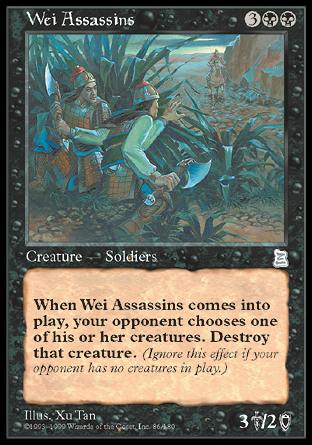 Wei Assassins 3
Creature — Soldiers
When Wei Assassins comes into
play, your opponent chooses one
of his or her creatures. Destroy
that creature. (Ignore this effect if your
opponent has no creatures in play.)
Illus. Xu Tan
©1993–1999 Wizards of the Coast, Inc. 86/180
3/2